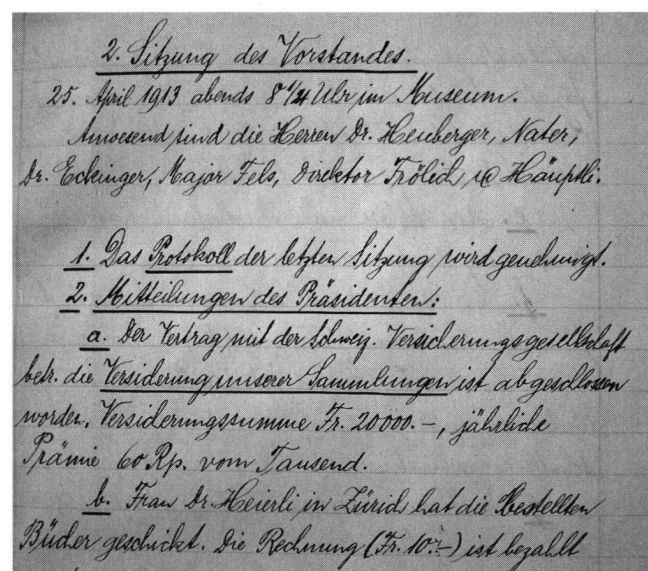 2. Sitzung des Vorstandes.
25. April 1913 abends 8 1/4 Uhr im Museum.
Anwesend sind die Herren Dr. Heuberger, Nater,
Dr. Eckinger, Major Fels, Direktor Frölich, & Häuptli.
1. Das Protokoll der letzten Sitzung wird genehmigt.
2. Mitteilungen des Präsidenten:
a. Der Vertrag mit der Schweiz. Versicherungsgesellschaft
betr. die Versicherung unserer Sammlungen ist abgeschlossen
worden. Versicherungssumme Fr. 20000.–, jährliche
Prämie 60 Rp. vom Tausend.
b. Frau Dr. Heierli in Zürich hat die bestellten
Bücher geschickt. Die Rechnung (Fr. 10.–) ist bezahlt